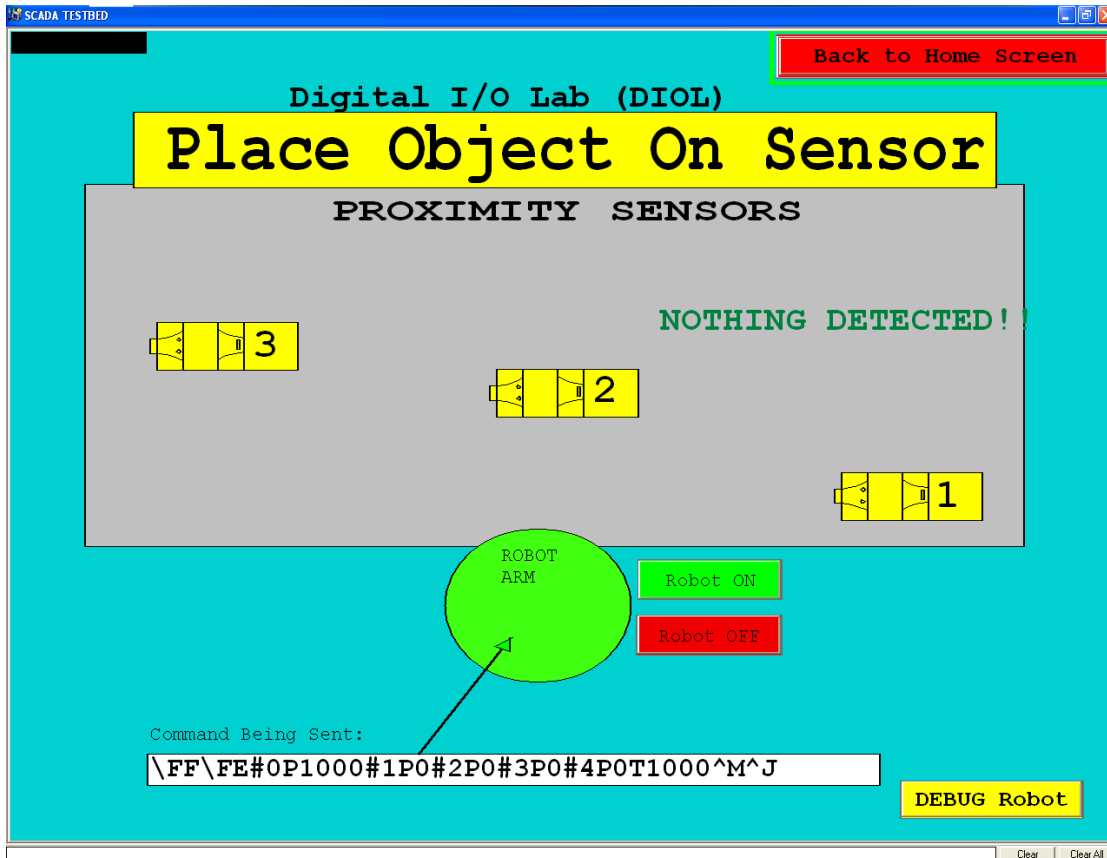 SCADA TESTBED
Back to Home Screen
Digital I/O Lab (DIOL)
Place Object On Sensor
PROXIMITY SENSORS
NOTHING DETECTED!!
3
2
1
ROBOT
ARM
Robot ON
Robot OFF
Command Being Sent:
\FF\FE#0P1000#1P0#2P0#3P0#4P0T1000^M^J
DEBUG Robot
Clear
Clear All